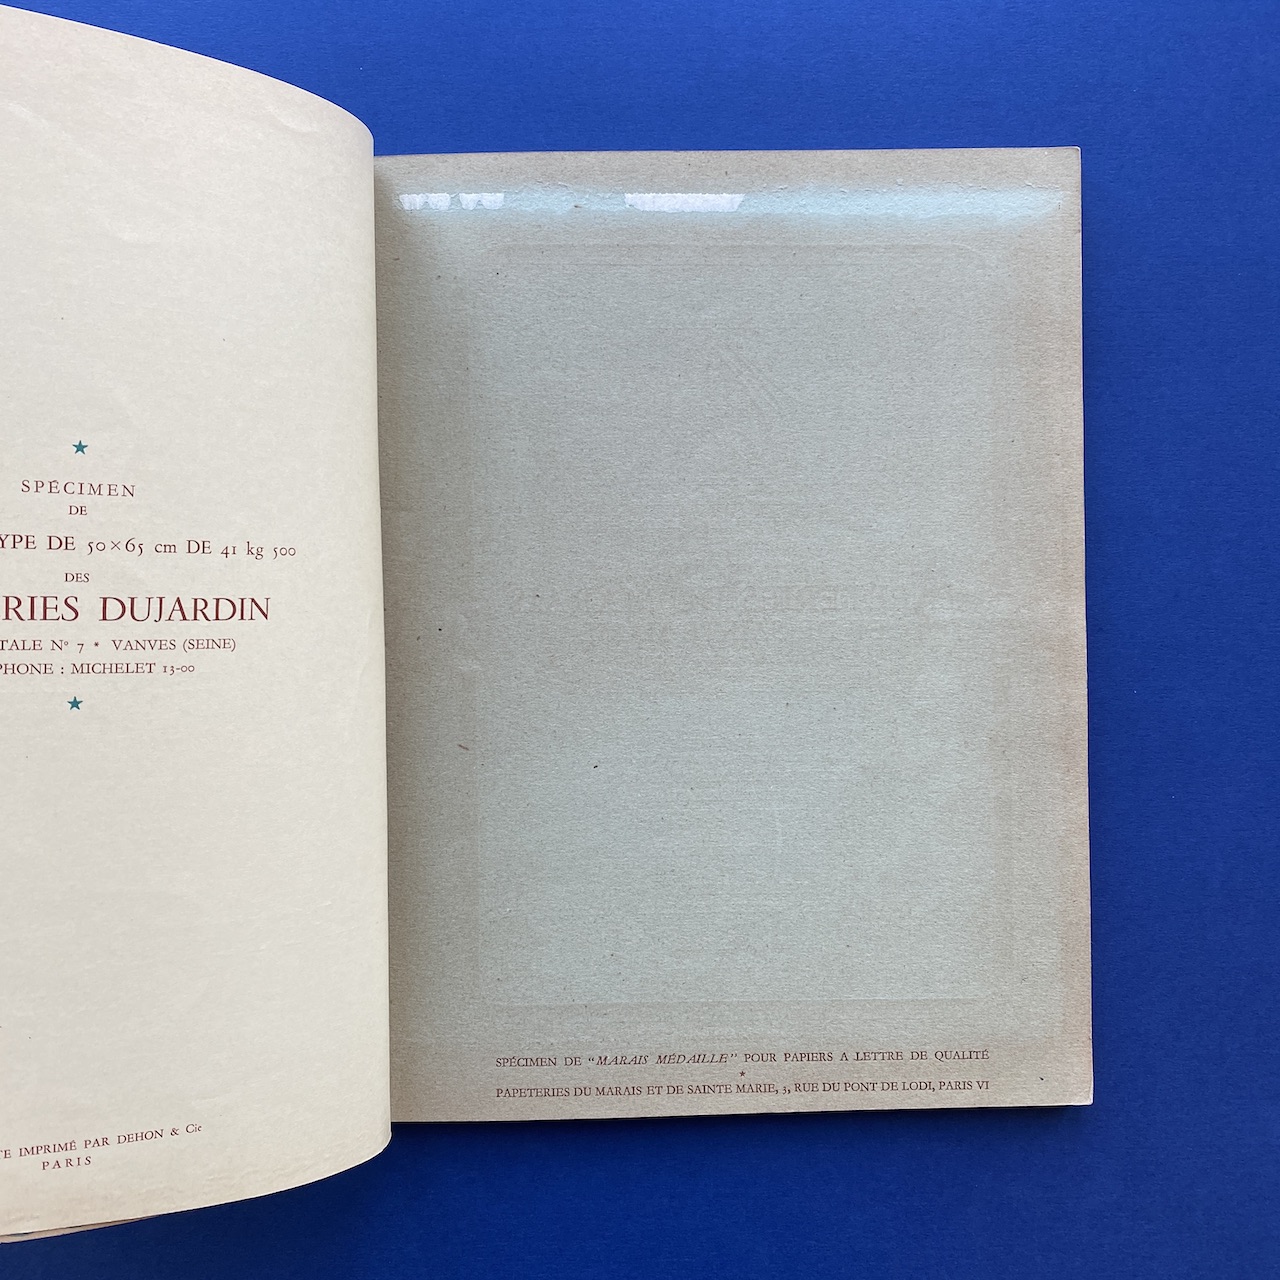 SPÉCIMEN
DE
YPE DE 50×65 cm DE 41 kg 500
DES
RIES DUJARDIN
TALE Nº 7 * VANVES (SEINE)
PHONE : MICHELET 13-00
TE IMPRIMÉ PAR DEHON & Cie
PARIS
SPÉCIMEN DE “MARAIS MÉDAILLE” POUR PAPIERS A LETTRE DE QUALITÉ
PAPETERIES DU MARAIS ET DE SAINTE MARIE, 3, RUE DU PONT DE LODI, PARIS VI